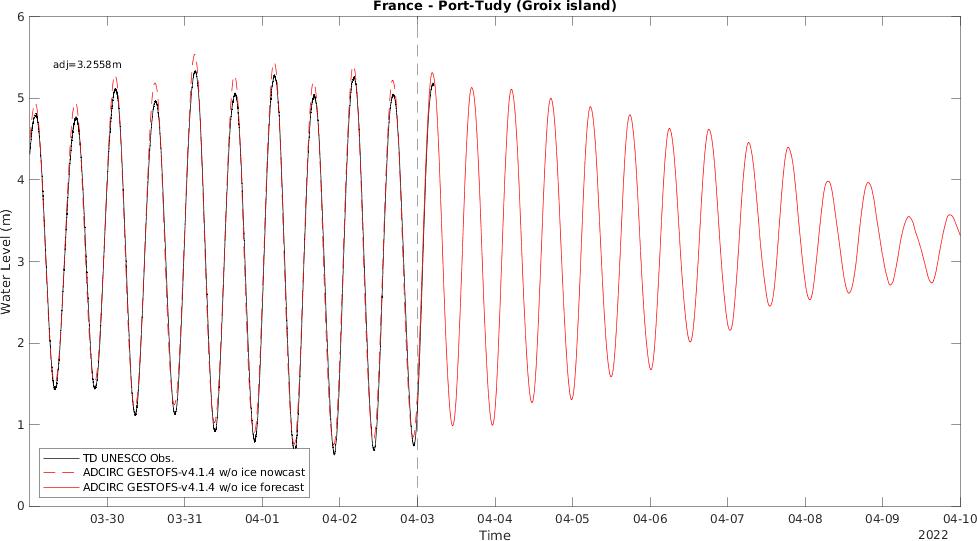 France - Port-Tudy (Groix island)
6
adj=3.2558m
5
4
3
2
1
0
Water Level (m)
TD UNESCO Obs.
ADCIRC GESTOFS-v4.1.4 w/o ice nowcast
ADCIRC GESTOFS-v4.1.4 w/o ice forecast
03-30 03-31 04-01 04-02 04-03 04-04 04-05 04-06 04-07 04-08 04-09 04-10
Time
2022